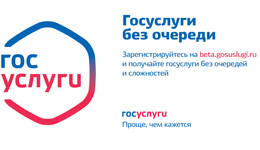 гос
услуги
Госуслуги
без очереди
Зарегистрируйтесь на beta.gosuslugi.ru
и получайте госуслуги без очередей
и сложностей
госуслуги
Проще, чем кажется